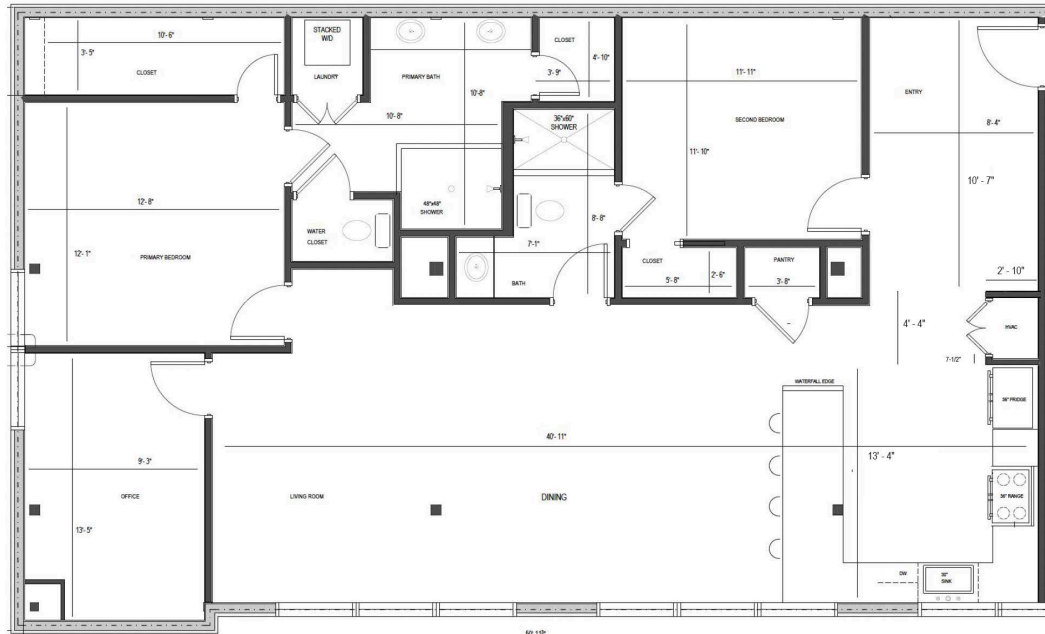 10'- 6"
3'- 5"
CLOSET
STACKED
W/D
LAUNDRY
PRIMARY BATH
10'-8"
10'- 8"
CLOSET
4'- 10"
3'- 9"
36"x60"
SHOWER
11'- 11"
SECOND BEDROOM
11'- 10"
ENTRY
8'- 4"
10' - 7"
2' - 10"
12'- 8"
12'- 1"
PRIMARY BEDROOM
WATER
CLOSET
48"x48"
SHOWER
8'- 8"
7'-1"
BATH
CLOSET
5'- 8"
2'- 6"
PANTRY
3'- 8"
4' - 4"
HVAC
7-1/2"
WATERFALL EDGE
36" FRIDGE
40'- 11"
13' - 4"
9'- 3"
OFFICE
13'- 5"
LIVING ROOM
DINING
36" RANGE
DW
30"
SINK